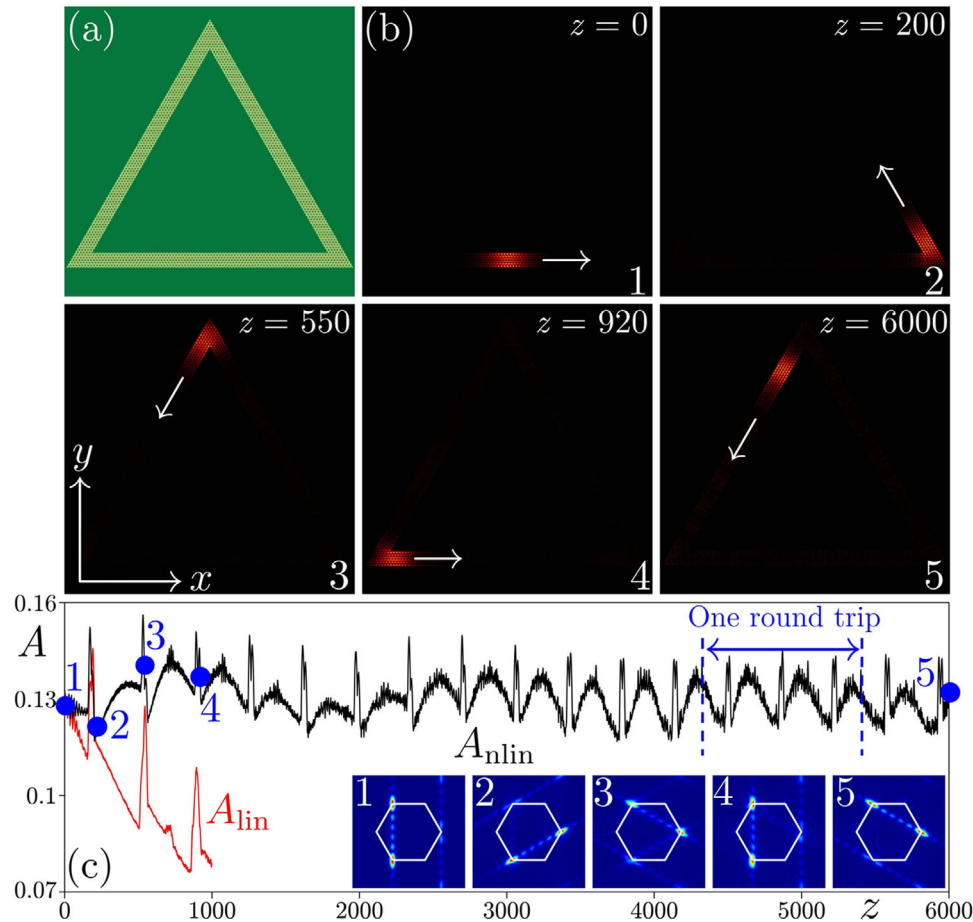 (a)
(b)
z = 0
1
z = 200
2
z = 550
y
x
3
z = 920
4
z = 6000
5
0.16
A
0.13
0.1
0.07
1
2
3
4
One round trip
5
A_nlin
A_lin
(c)
1
2
3
4
5
0
1000
2000
3000
4000
5000
z
6000